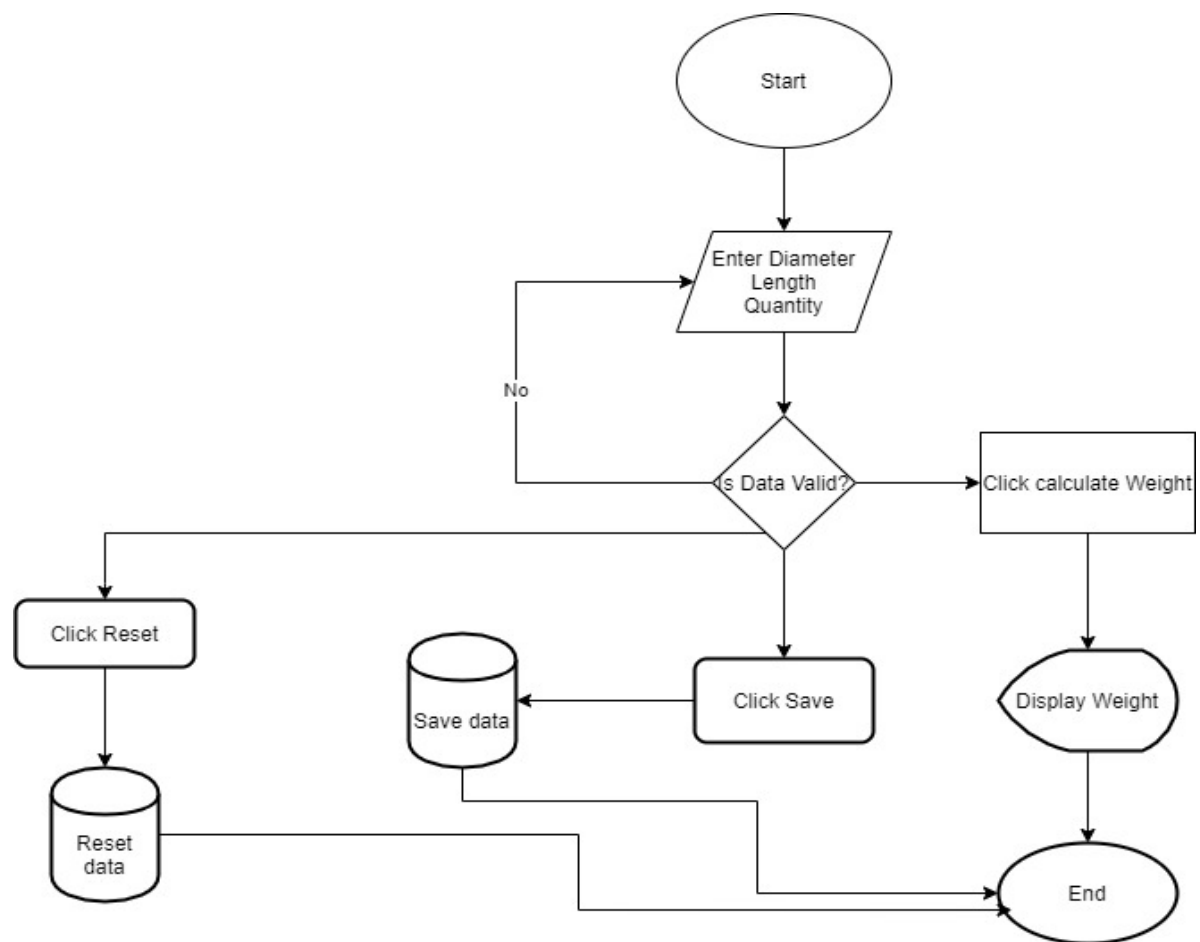 Start
Enter Diameter
Length
Quantity
No
Is Data Valid?
Click calculate Weight
Click Reset
Save data
Click Save
Display Weight
Reset
data
End